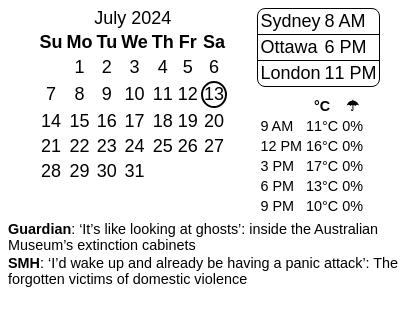 July 2024
Su Mo Tu We Th Fr Sa
1 2 3 4 5 6
7 8 9 10 11 12 13
14 15 16 17 18 19 20
21 22 23 24 25 26 27
28 29 30 31
Sydney 8 AM
Ottawa 6 PM
London 11 PM
°C ☂
9 AM 11°C 0%
12 PM 16°C 0%
3 PM 17°C 0%
6 PM 13°C 0%
9 PM 10°C 0%
Guardian: ‘It’s like looking at ghosts’: inside the Australian
Museum’s extinction cabinets
SMH: ‘I’d wake up and already be having a panic attack’: The
forgotten victims of domestic violence